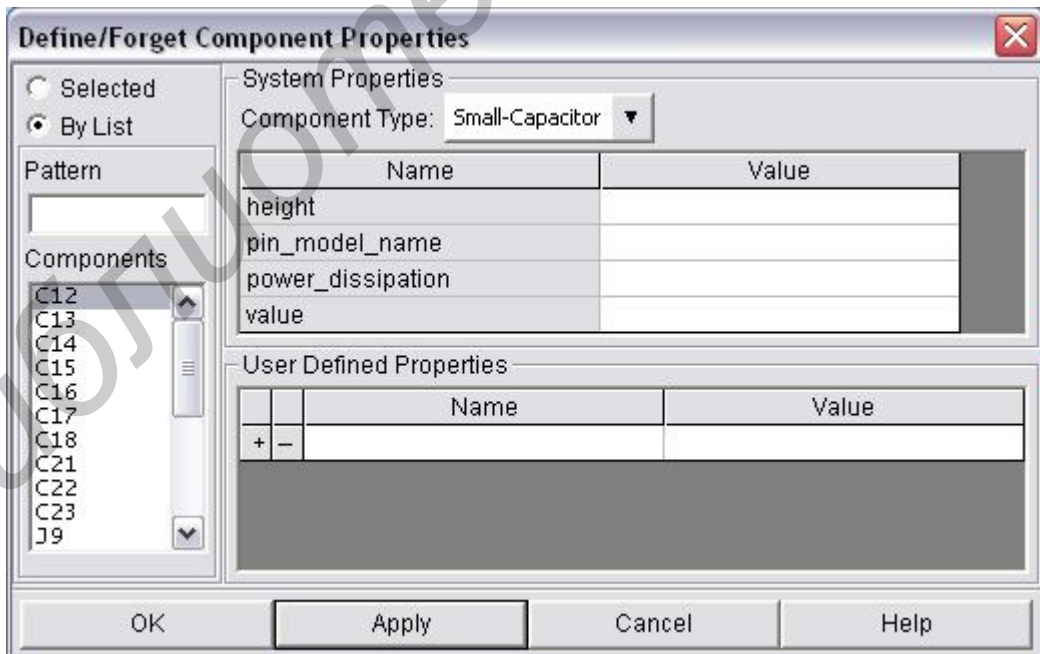 Define/Forget Component Properties
Selected
By List
Pattern
Components
C12
C13
C14
C15
C16
C17
C18
C21
C22
C23
J9
System Properties
Component Type: Small-Capacitor
Name Value
height
pin_model_name
power_dissipation
value
User Defined Properties
Name Value
+ –
OK Apply Cancel Help